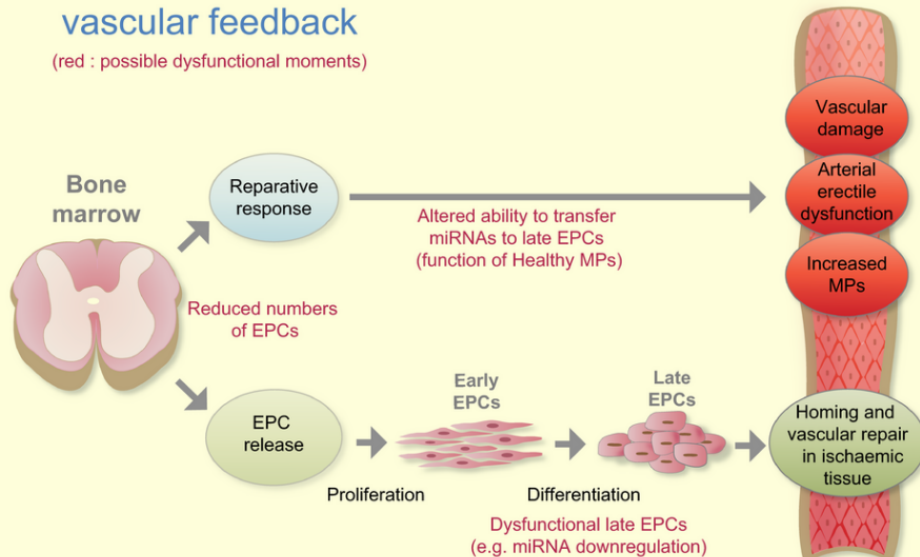 vascular feedback
(red : possible dysfunctional moments)
Bone
marrow
Reparative
response
Altered ability to transfer
miRNAs to late EPCs
(function of Healthy MPs)
Vascular
damage
Arterial
erectile
dysfunction
Increased
MPs
Reduced numbers
of EPCs
EPC
release
Early
EPCs
Late
EPCs
Homing and
vascular repair
in ischaemic
tissue
Proliferation
Differentiation
Dysfunctional late EPCs
(e.g. miRNA downregulation)